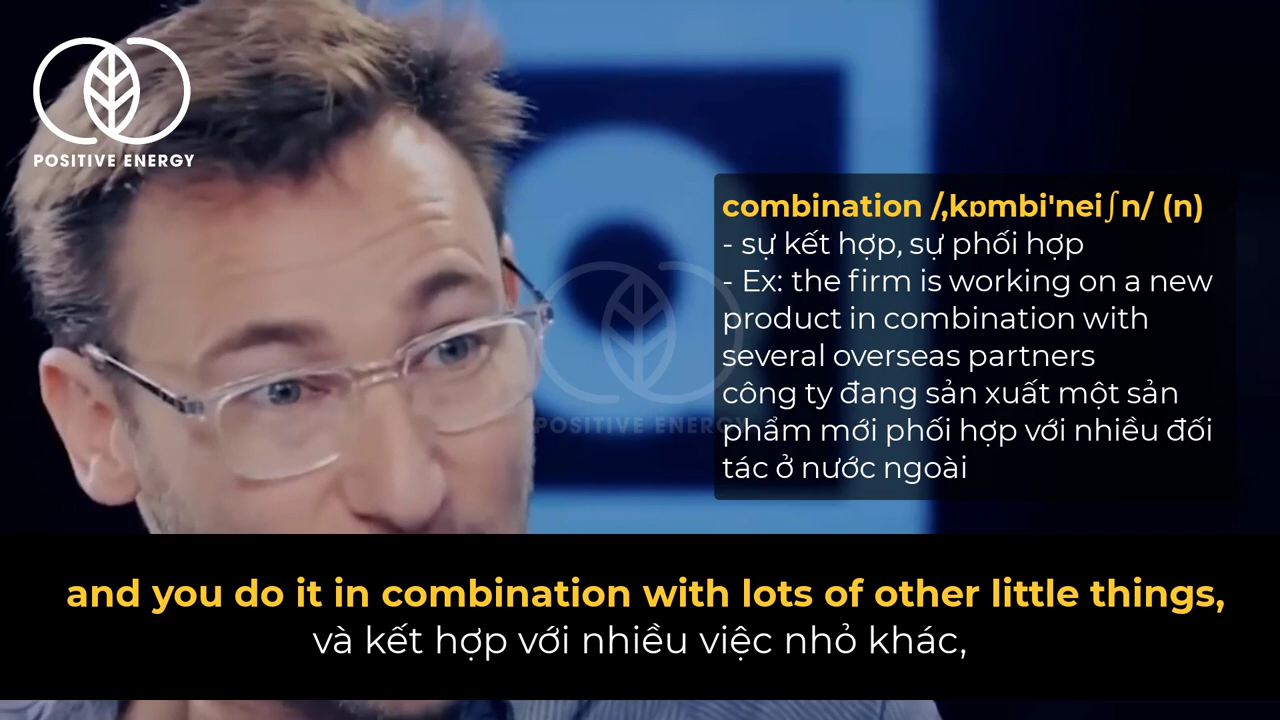 POSITIVE ENERGY
combination /,kɒmbi'nei∫n/ (n)
- sự kết hợp, sự phối hợp
- Ex: the firm is working on a new
product in combination with
several overseas partners
công ty đang sản xuất một sản
phẩm mới phối hợp với nhiều đối
tác ở nước ngoài
POSITIVE ENERGY
and you do it in combination with lots of other little things,
và kết hợp với nhiều việc nhỏ khác,